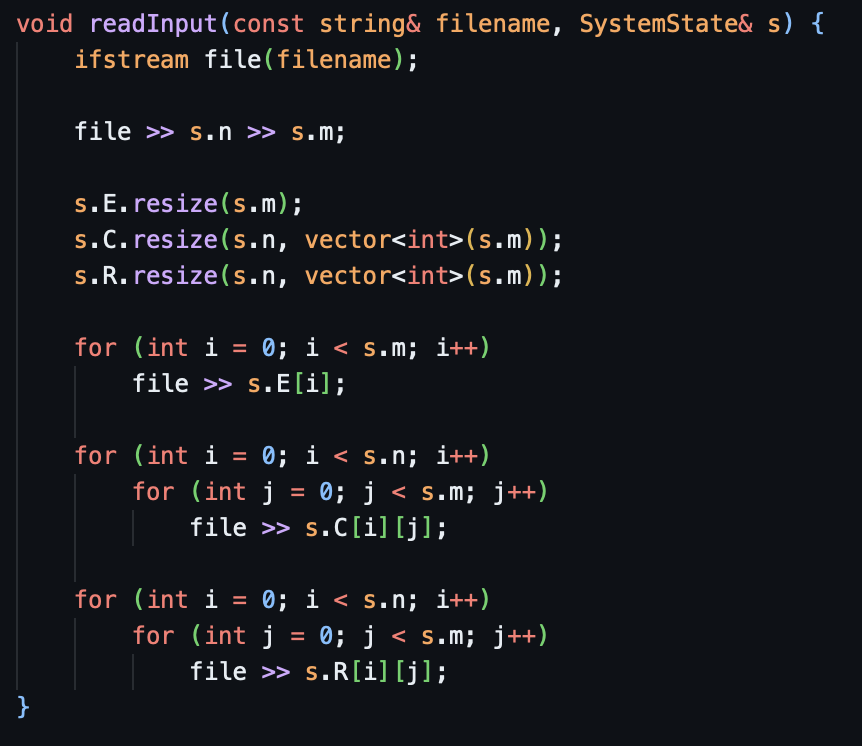 void readInput(const string& filename, SystemState& s) {
    ifstream file(filename);

    file >> s.n >> s.m;

    s.E.resize(s.m);
    s.C.resize(s.n, vector<int>(s.m));
    s.R.resize(s.n, vector<int>(s.m));

    for (int i = 0; i < s.m; i++)
        file >> s.E[i];

    for (int i = 0; i < s.n; i++)
        for (int j = 0; j < s.m; j++)
            file >> s.C[i][j];

    for (int i = 0; i < s.n; i++)
        for (int j = 0; j < s.m; j++)
            file >> s.R[i][j];
}